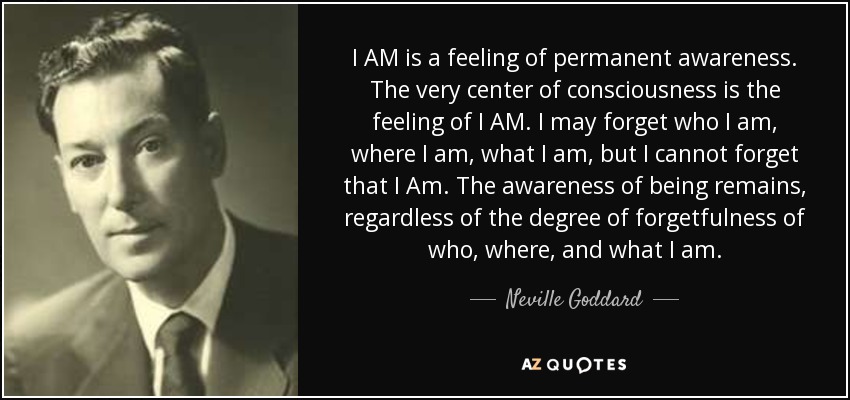 I AM is a feeling of permanent awareness.
The very center of consciousness is the
feeling of I AM. I may forget who I am,
where I am, what I am, but I cannot forget
that I Am. The awareness of being remains,
regardless of the degree of forgetfulness of
who, where, and what I am.
Neville Goddard
AZ QUOTES